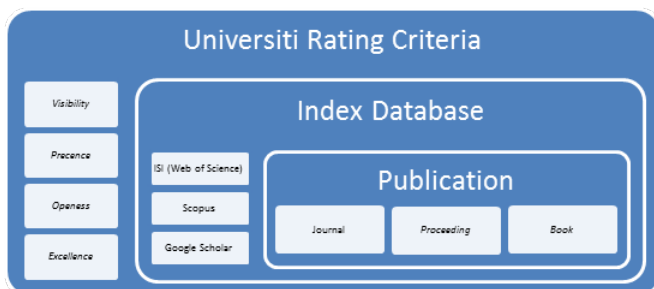 Universiti Rating Criteria
Visibility
Precence
Openess
Excellence
Index Database
ISI (Web of Science)
Scopus
Google Scholar
Publication
Journal
Proceeding
Book